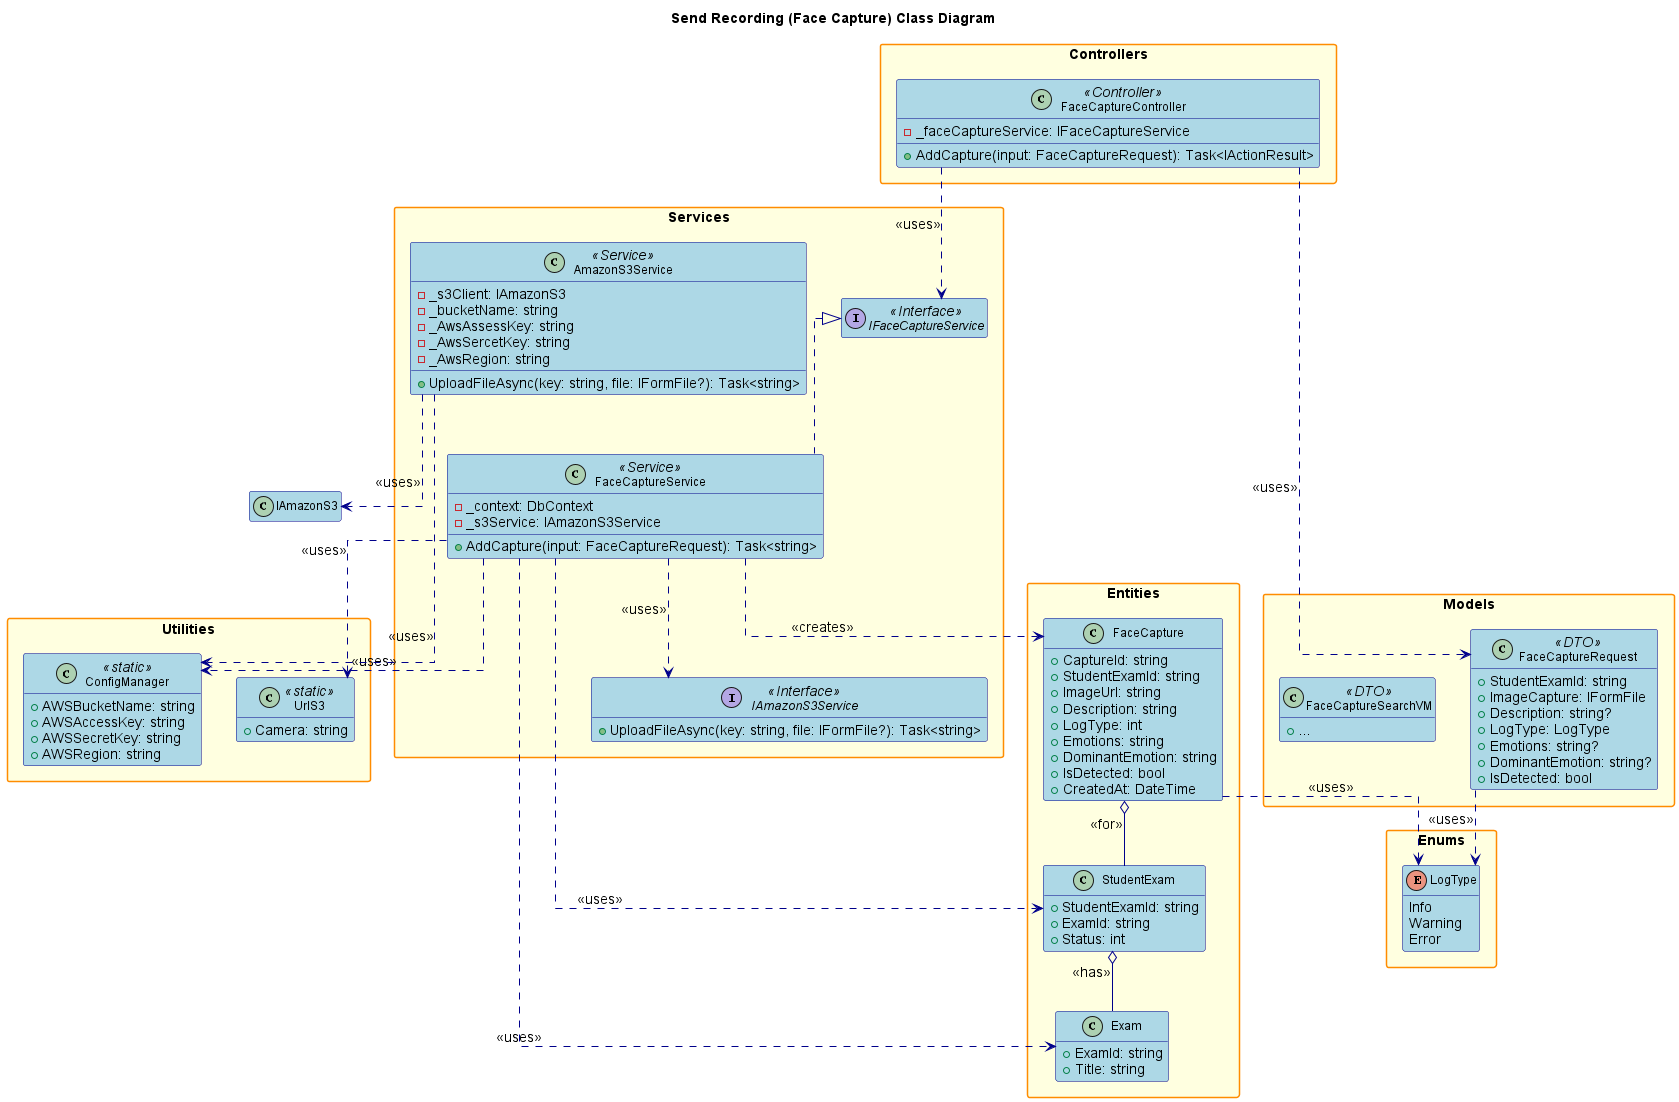 Send Recording (Face Capture) Class Diagram
Controllers
C
«Controller»
FaceCaptureController
_faceCaptureService: IFaceCaptureService
AddCapture(input: FaceCaptureRequest): Task<IActionResult>
«uses»
«uses»
Services
C
«Service»
AmazonS3Service
_s3Client: IAmazonS3
_bucketName: string
_AwsAssessKey: string
_AwsSercetKey: string
_AwsRegion: string
UploadFileAsync(key: string, file: IFormFile?): Task<string>
I
«Interface»
IFaceCaptureService
C
«Service»
FaceCaptureService
_context: DbContext
_s3Service: IAmazonS3Service
AddCapture(input: FaceCaptureRequest): Task<string>
«uses»
C
IAmazonS3
«uses»
«uses»
«uses»
«uses»
«creates»
I
«Interface»
IAmazonS3Service
UploadFileAsync(key: string, file: IFormFile?): Task<string>
Utilities
C
«static»
ConfigManager
AWSBucketName: string
AWSAccessKey: string
AWSSecretKey: string
AWSRegion: string
C
«static»
UrlS3
Camera: string
Entities
C
FaceCapture
CaptureId: string
StudentExamId: string
ImageUrl: string
Description: string
LogType: int
Emotions: string
DominantEmotion: string
IsDetected: bool
CreatedAt: DateTime
«for»
C
StudentExam
StudentExamId: string
ExamId: string
Status: int
«has»
C
Exam
ExamId: string
Title: string
«uses»
«uses»
Models
C
«DTO»
FaceCaptureSearchVM
...
C
«DTO»
FaceCaptureRequest
StudentExamId: string
ImageCapture: IFormFile
Description: string?
LogType: LogType
Emotions: string?
DominantEmotion: string?
IsDetected: bool
«uses»
«uses»
Enums
E
LogType
Info
Warning
Error